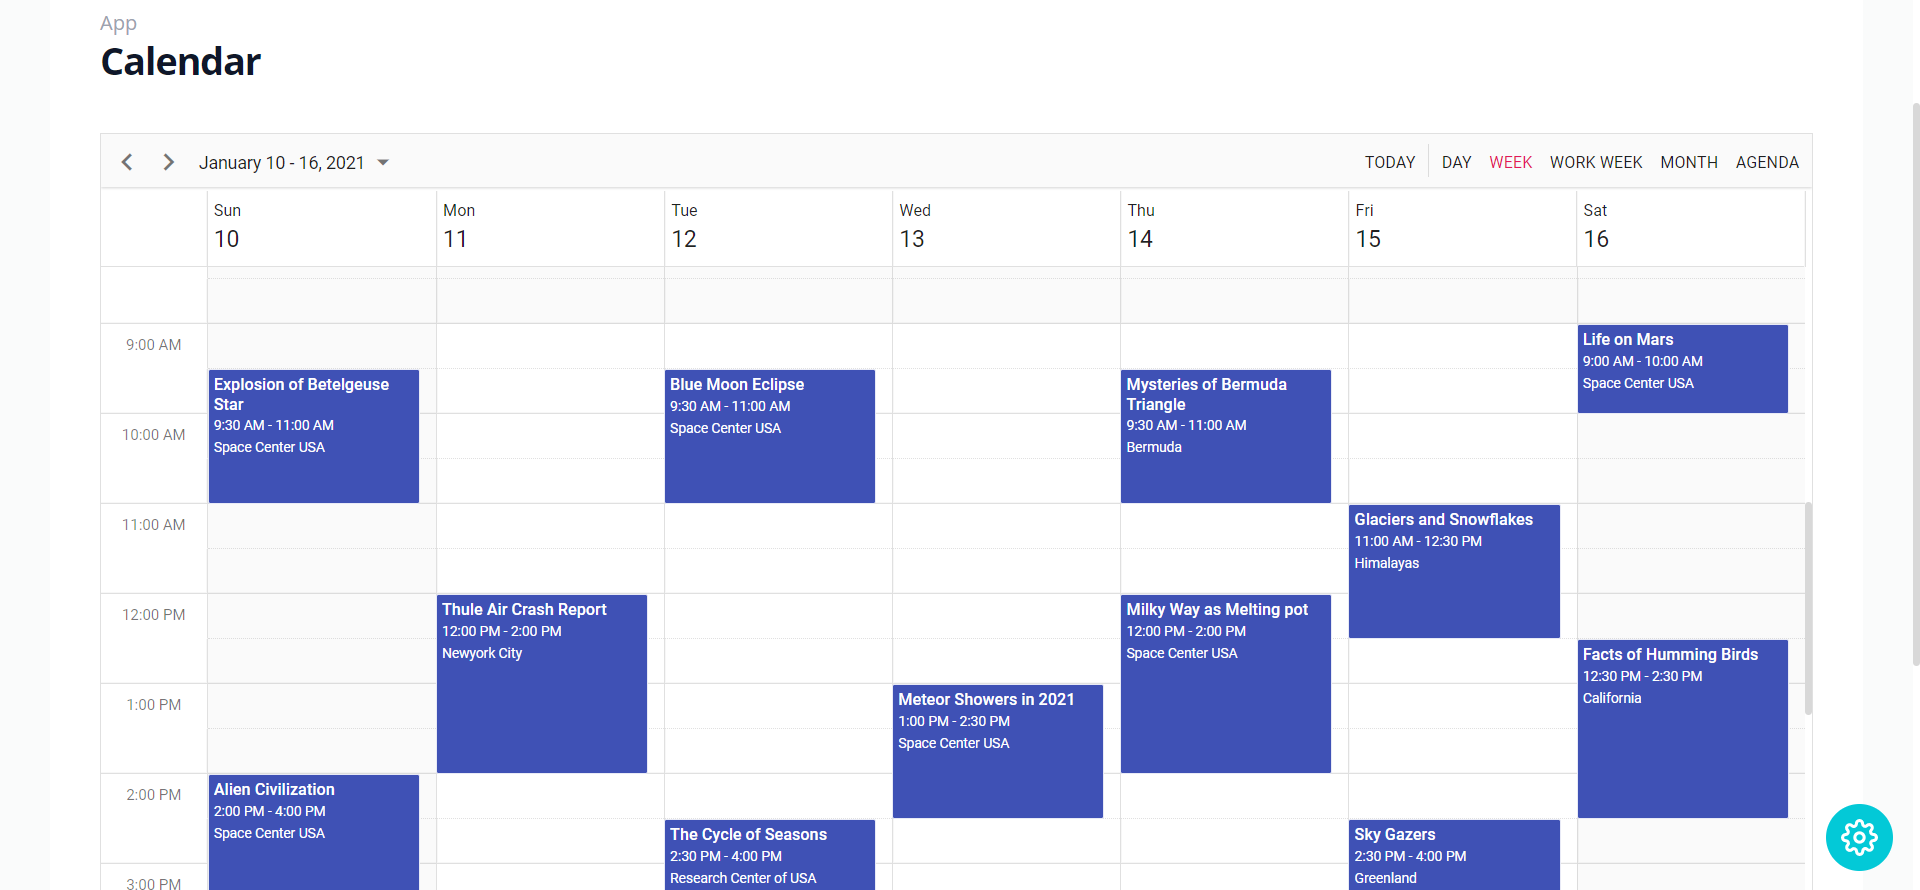 App
Calendar
January 10 - 16, 2021
TODAY DAY WEEK WORK WEEK MONTH AGENDA
Sun Mon Tue Wed Thu Fri Sat
10 11 12 13 14 15 16
9:00 AM
10:00 AM
11:00 AM
12:00 PM
1:00 PM
2:00 PM
3:00 PM
Explosion of Betelgeuse
Star
9:30 AM - 11:00 AM
Space Center USA
Alien Civilization
2:00 PM - 4:00 PM
Space Center USA
Thule Air Crash Report
12:00 PM - 2:00 PM
Newyork City
Blue Moon Eclipse
9:30 AM - 11:00 AM
Space Center USA
The Cycle of Seasons
2:30 PM - 4:00 PM
Research Center of USA
Meteor Showers in 2021
1:00 PM - 2:30 PM
Space Center USA
Mysteries of Bermuda
Triangle
9:30 AM - 11:00 AM
Bermuda
Milky Way as Melting pot
12:00 PM - 2:00 PM
Space Center USA
Glaciers and Snowflakes
11:00 AM - 12:30 PM
Himalayas
Sky Gazers
2:30 PM - 4:00 PM
Greenland
Life on Mars
9:00 AM - 10:00 AM
Space Center USA
Facts of Humming Birds
12:30 PM - 2:30 PM
California